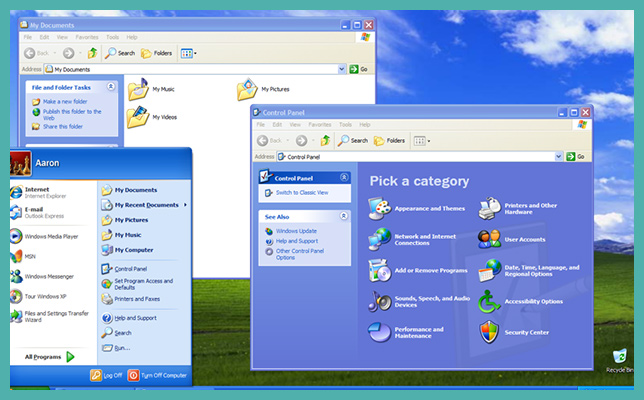 My Documents
File Edit View Favorites Tools Help
Back Search Folders
Address My Documents Go
File and Folder Tasks
Make a new folder
Publish this folder to the
Web
Share this folder
My Music
My Pictures
My Videos
Control Panel
File Edit View Favorites Tools Help
Back Search Folders
Address Control Panel Go
Control Panel
Switch to Classic View
See Also
Windows Update
Help and Support
Other Control Panel
Options
Pick a category
Appearance and Themes
Printers and Other
Hardware
Network and Internet
Connections
User Accounts
Add or Remove Programs
Date, Time, Language, and
Regional Options
Sounds, Speech, and Audio
Devices
Accessibility Options
Performance and
Maintenance
Security Center
Aaron
Internet
Internet Explorer
E-mail
Outlook Express
Windows Media Player
MSN
Windows Messenger
Tour Windows XP
Files and Settings Transfer
Wizard
All Programs
My Documents
My Recent Documents
My Pictures
My Music
My Computer
Control Panel
Set Program Access and
Defaults
Printers and Faxes
Help and Support
Search
Run...
Log Off Turn Off Computer
Recycle Bin